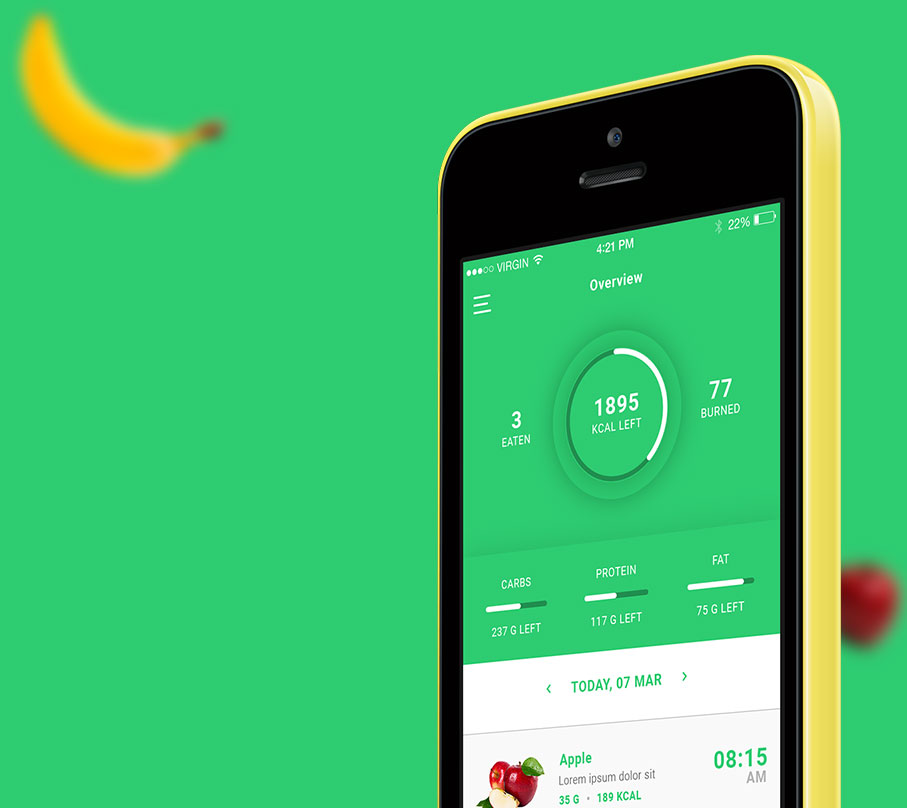 VIRGIN 4:21 PM 22%
Overview
3
EATEN
1895
KCAL LEFT
77
BURNED
CARBS
237 G LEFT
PROTEIN
117 G LEFT
FAT
75 G LEFT
‹ TODAY, 07 MAR ›
Apple
Lorem ipsum dolor sit
35 G • 189 KCAL
08:15
AM